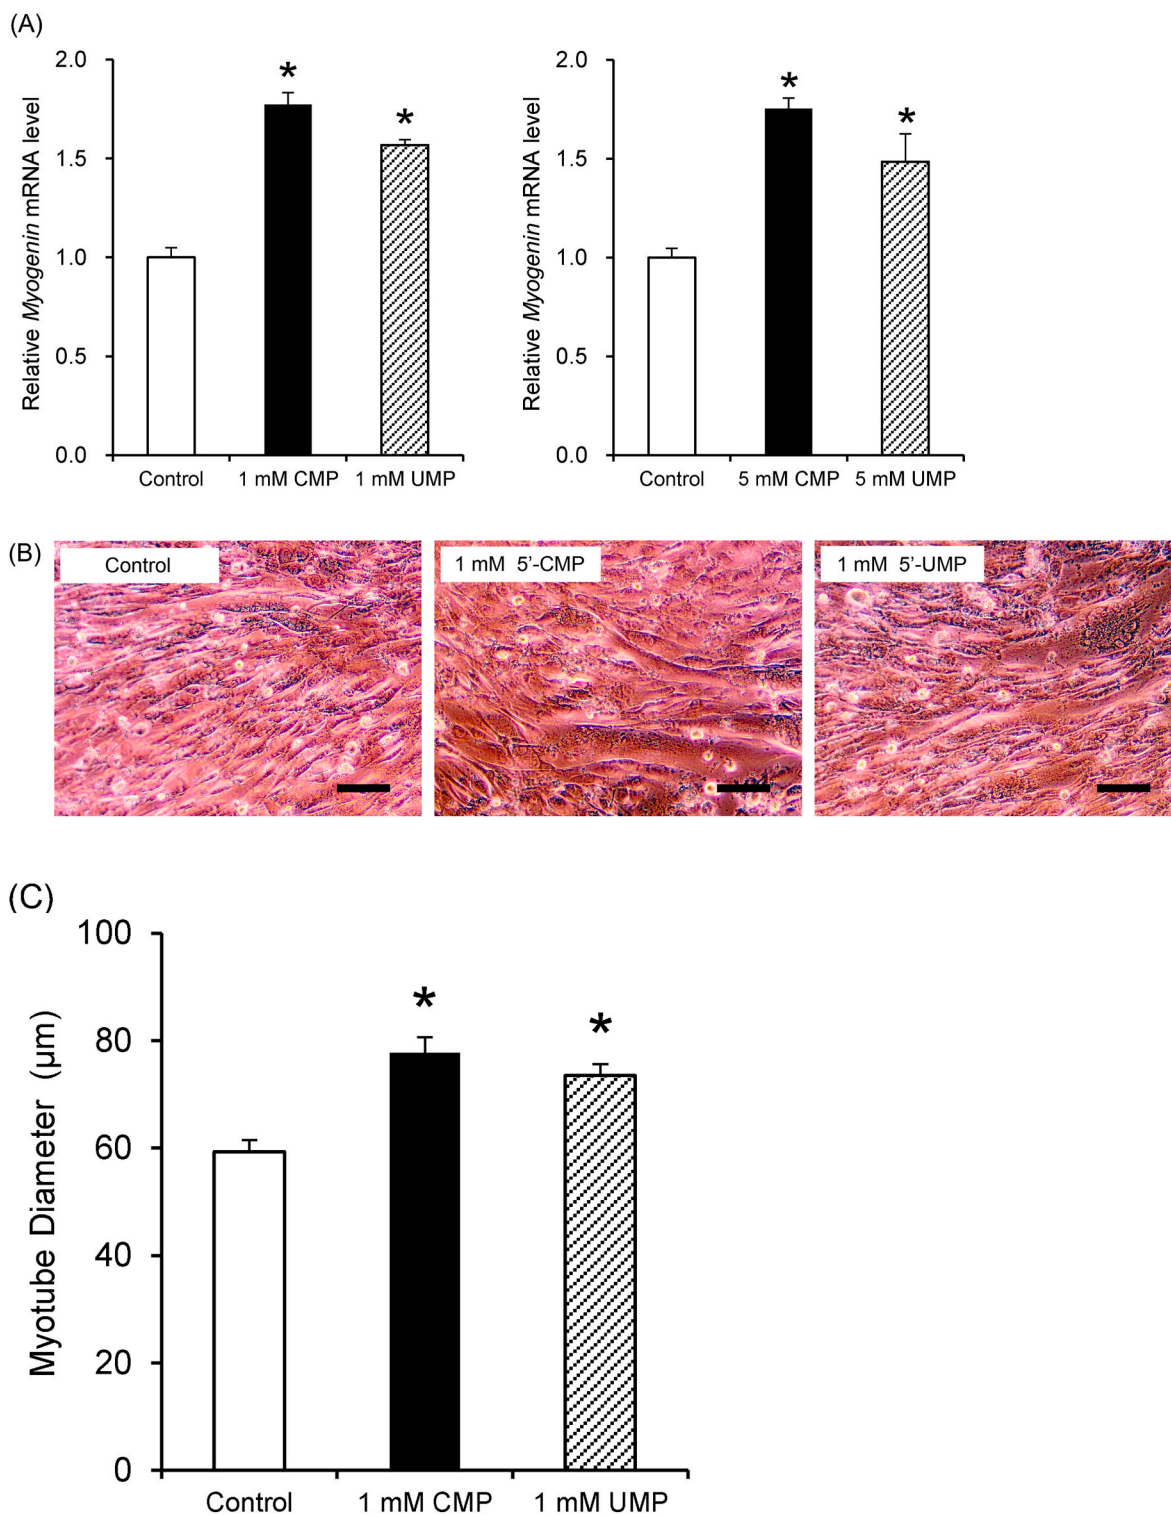 (A)
Relative Myogenin mRNA level
2.0
1.5
1.0
0.5
0.0
*
*
Control
1 mM CMP
1 mM UMP
Relative Myogenin mRNA level
2.0
1.5
1.0
0.5
0.0
*
*
Control
5 mM CMP
5 mM UMP
(B)
Control
1 mM 5'-CMP
1 mM 5'-UMP
(C)
Myotube Diameter (μm)
100
80
60
40
20
0
*
*
Control
1 mM CMP
1 mM UMP